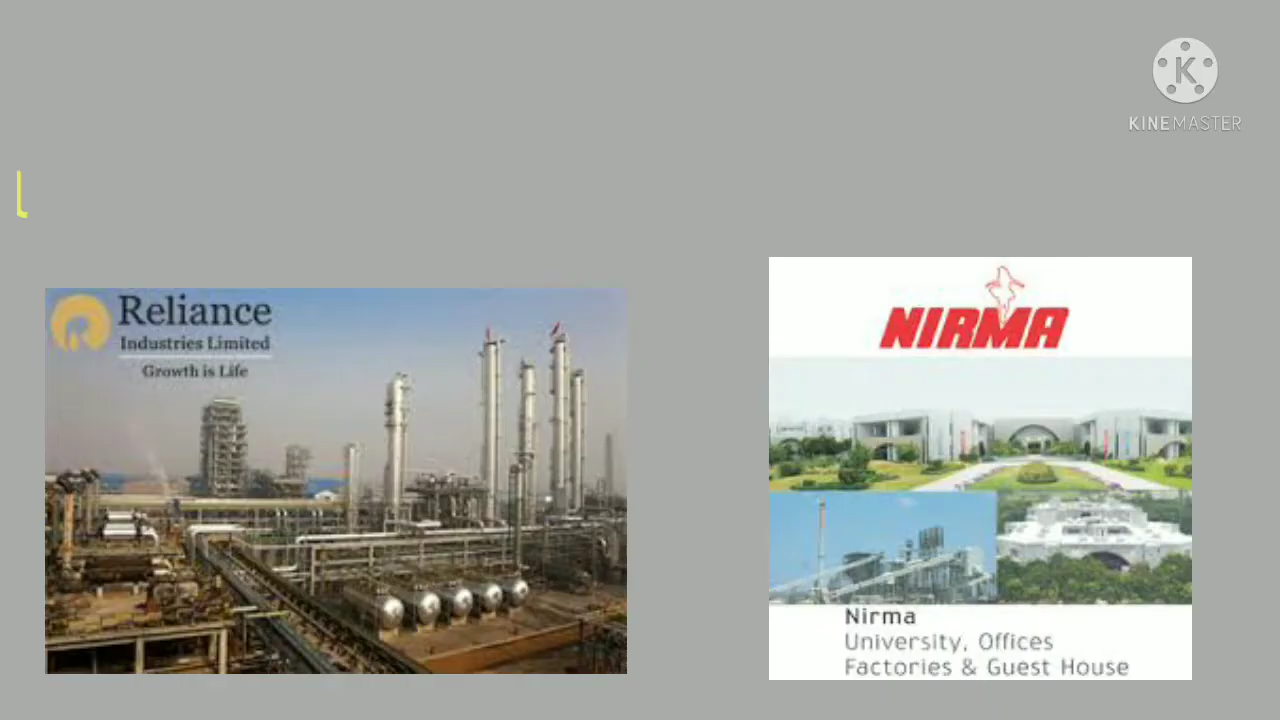 KINEMASTER
Reliance
Industries Limited
Growth is Life
NIRMA
Nirma
University, Offices
Factories & Guest House